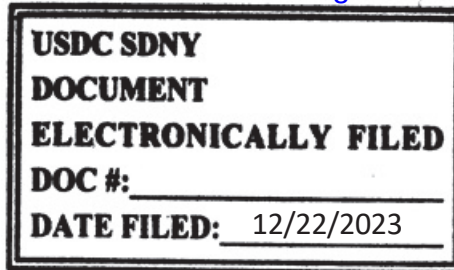 USDC SDNY
DOCUMENT
ELECTRONICALLY FILED
DOC #:
DATE FILED: 12/22/2023